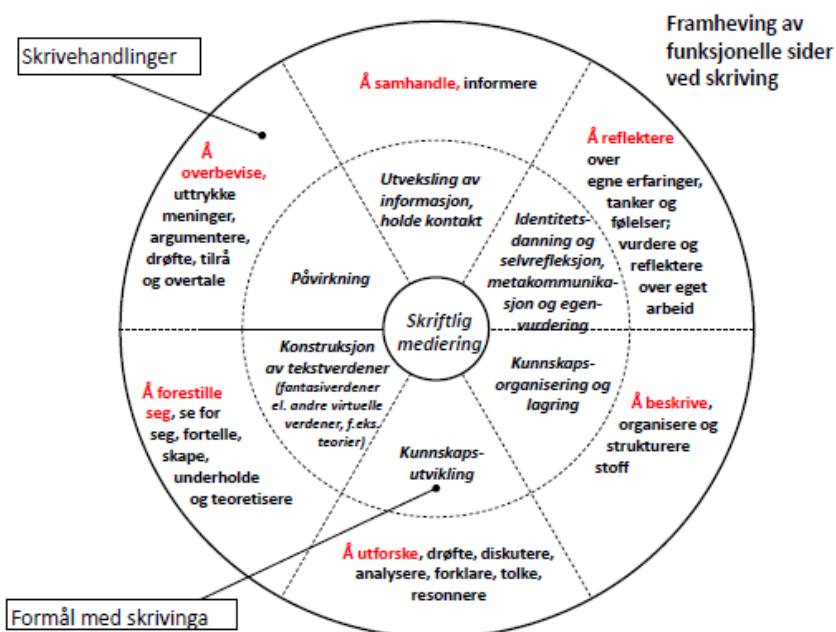 Framheving av
funksjonelle sider
ved skriving
Skrivehandlinger
Å samhandle, informere
Å reflektere
over
egne erfaringer,
tanker og
følelser;
vurdere og
reflektere
over eget
arbeid
Å
overbevise,
uttrykke
meninger,
argumentere,
drøfte, tilrå
og overtale
Utveksling av
informasjon,
holde kontakt
Identitets-
danning og
selvrefleksjon,
metakommunika-
sjon og egen-
vurdering
Påvirkning
Skriftlig
mediering
Konstruksjon
av tekstverdener
(fantasiverdener
el. andre virtuelle
verdener, f.eks.
teorier)
Kunnskaps-
organisering og
lagring
Å forestille
seg, se for
seg, fortelle,
skape,
underholde
og teoretisere
Å beskrive,
organisere og
strukturere
stoff
Kunnskaps-
utvikling
Å utforske, drøfte, diskutere,
analysere, forklare, tolke,
resonnere
Formål med skrivinga